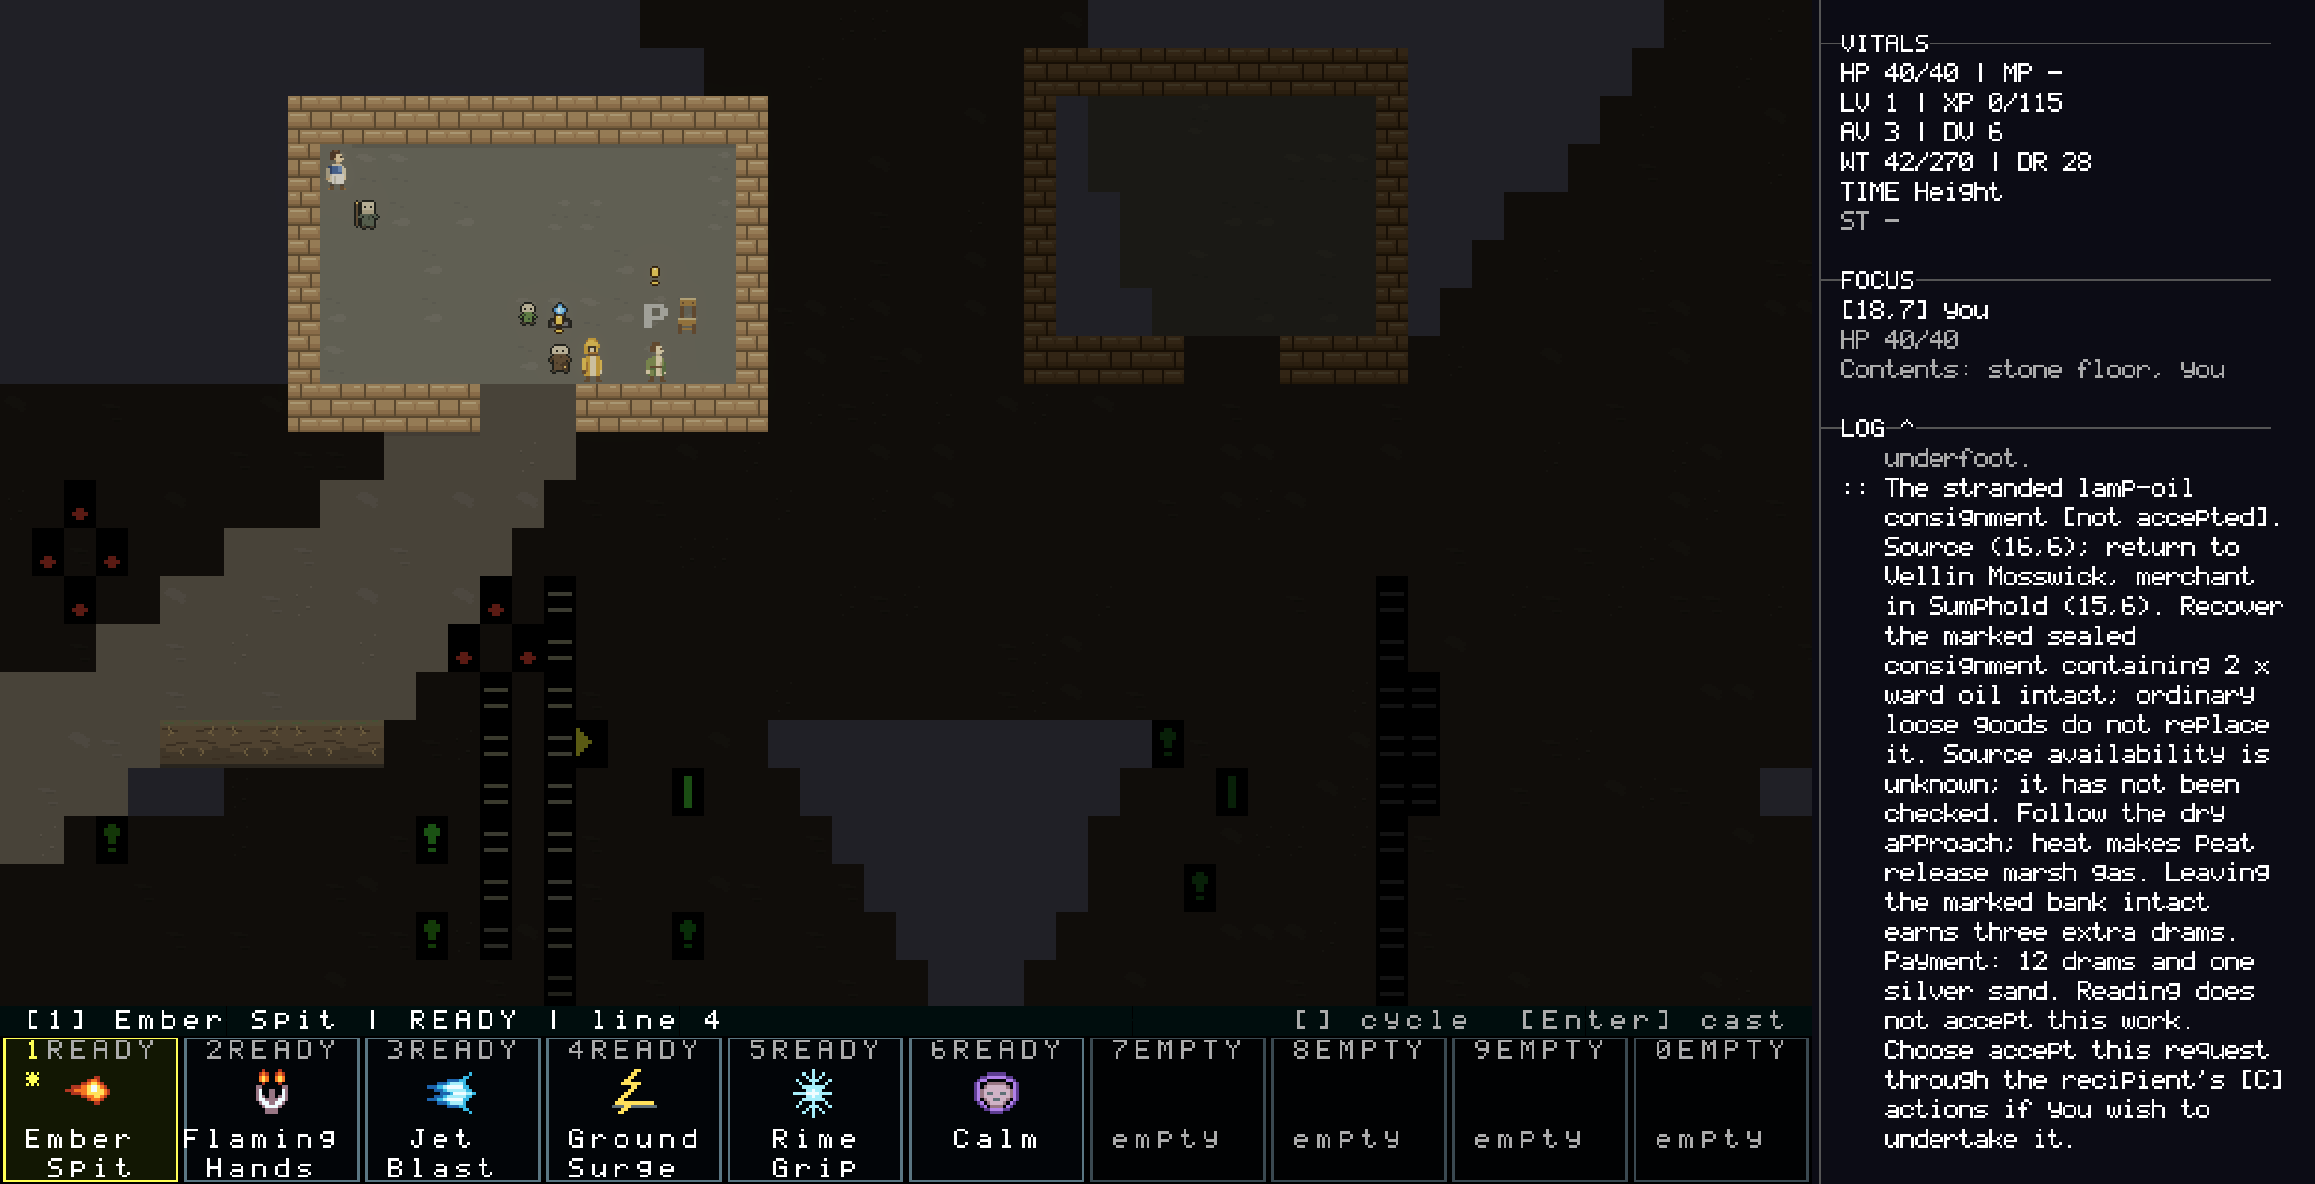 VITALS
HP 40/40 | MP -
LV 1 | XP 0/115
AV 3 | DV 6
WT 42/270 | DR 28
TIME Height
ST -
FOCUS
[18,7] you
HP 40/40
Contents: stone floor, you
LOG ^
underfoot.
:: The stranded lamp-oil
consignment [not accepted].
Source (16,6); return to
Vellin Mosswick, merchant
in Sumphold (15,6). Recover
the marked sealed
consignment containing 2 x
ward oil intact; ordinary
loose goods do not replace
it. Source availability is
unknown; it has not been
checked. Follow the dry
approach; heat makes peat
release marsh gas. Leaving
the marked bank intact
earns three extra drams.
Payment: 12 drams and one
silver sand. Reading does
not accept this work.
Choose accept this request
through the recipient's [C]
actions if you wish to
undertake it.
P
[1] Ember Spit | READY | line 4
[] cycle [Enter] cast
1READY
2READY
3READY
4READY
5READY
6READY
7EMPTY
8EMPTY
9EMPTY
0EMPTY
Ember
Spit
Flaming
Hands
Jet
Blast
Ground
Surge
Rime
Grip
Calm
empty
empty
empty
empty